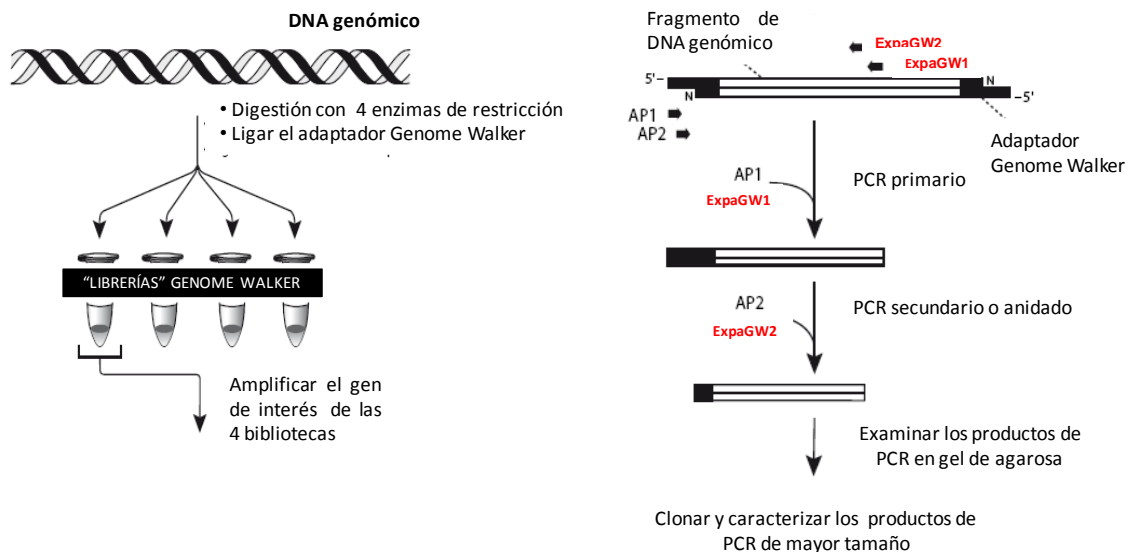 DNA genómico
• Digestión con 4 enzimas de restricción
• Ligar el adaptador Genome Walker
“LIBRERÍAS” GENOME WALKER
Amplificar el gen
de interés de las
4 bibliotecas
Fragmento de
DNA genómico
ExpaGW2
ExpaGW1
5'–
N
N
–5'
AP1
AP2
Adaptador
Genome Walker
AP1
ExpaGW1
PCR primario
AP2
ExpaGW2
PCR secundario o anidado
Examinar los productos de
PCR en gel de agarosa
Clonar y caracterizar los productos de
PCR de mayor tamaño